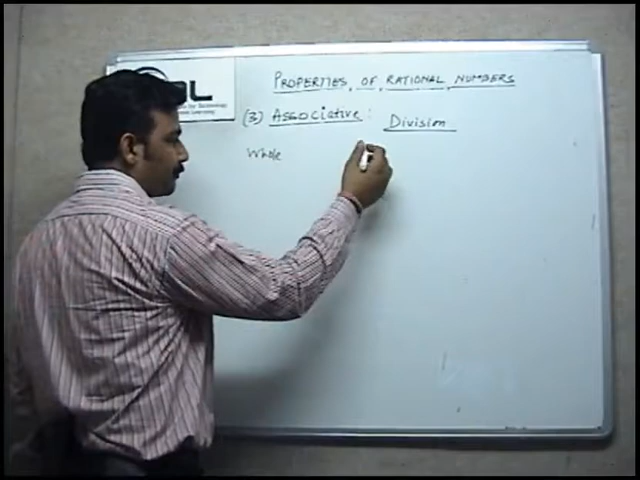 PROPERTIES OF RATIONAL NUMBERS
(3) Associative : Division
Whole